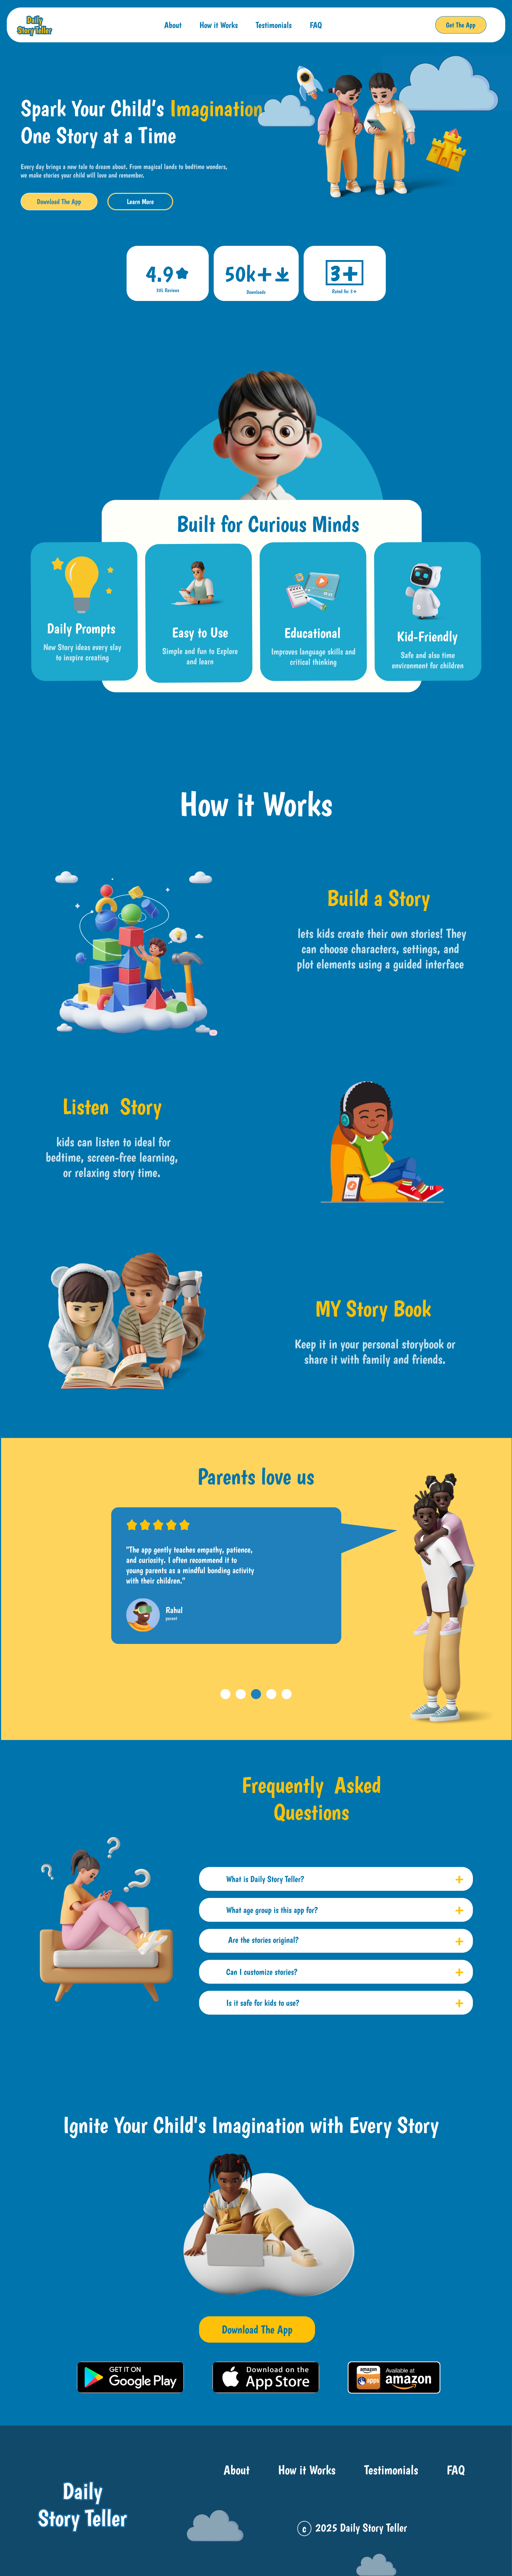 Daily
Story Teller
About
How it Works
Testimonials
FAQ
Get The App
Spark Your Child's Imagination
One Story at a Time
Every day brings a new tale to dream about. From magical lands to bedtime wonders,
we make stories your child will love and remember.
Download The App
Learn More
4.9
50k+
3+
Reviews
Downloads
Rated for 3+
Built for Curious Minds
Daily Prompts
New Story ideas every slay
to inspire creating
Easy to Use
Simple and fun to Explore
and learn
Educational
Improves language skills and
critical thinking
Kid-Friendly
Safe and also time
environment for children
How it Works
Build a Story
lets kids create their own stories! They
can choose characters, settings, and
plot elements using a guided interface
Listen Story
kids can listen to ideal for
bedtime, screen-free learning,
or relaxing story time.
MY Story Book
Keep it in your personal storybook or
share it with family and friends.
Parents love us
"The app gently teaches empathy, patience,
and curiosity. I often recommend it to
young parents as a mindful bonding activity
with their children."
Rahul
parent
Frequently Asked
Questions
What is Daily Story Teller?
What age group is this app for?
Are the stories original?
Can I customize stories?
Is it safe for kids to use?
Ignite Your Child's Imagination with Every Story
Download The App
GET IT ON
Google Play
Download on the
App Store
amazon
apps
Available at
amazon
About
How it Works
Testimonials
FAQ
Daily
Story Teller
c 2025 Daily Story Teller